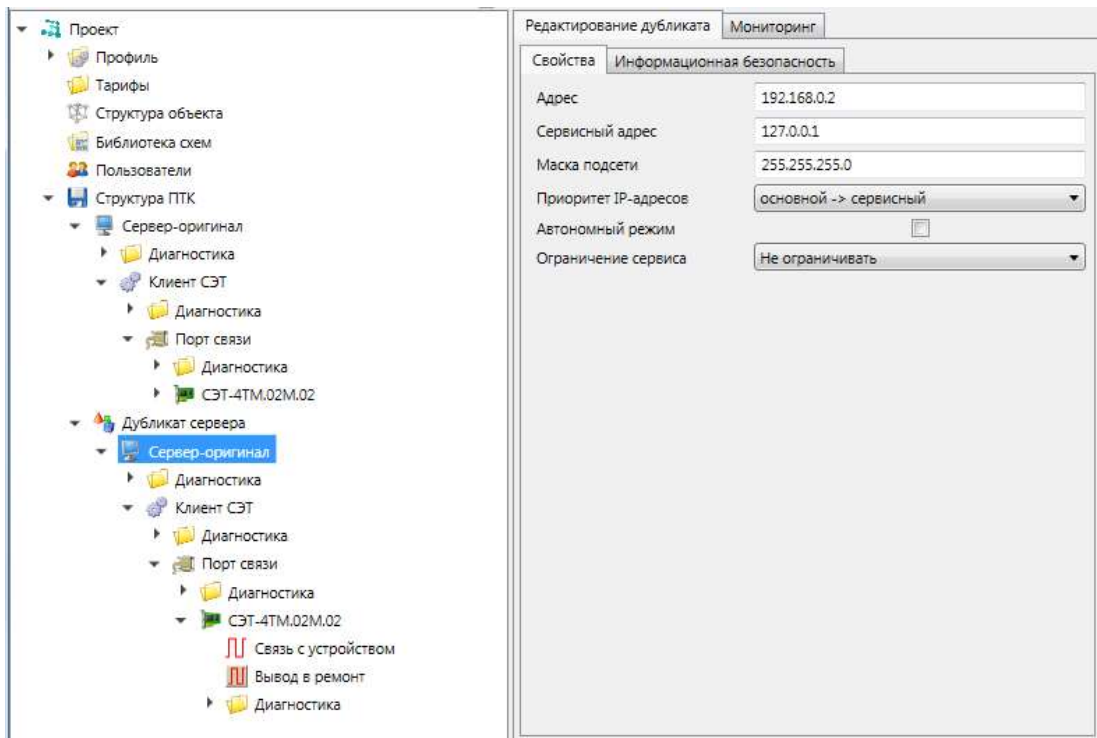 Проект
Профиль
Тарифы
Структура объекта
Библиотека схем
Пользователи
Структура ПТК
Сервер-оригинал
Диагностика
Клиент СЭТ
Диагностика
Порт связи
Диагностика
СЭТ-4ТМ.02М.02
Дубликат сервера
Сервер-оригинал
Диагностика
Клиент СЭТ
Диагностика
Порт связи
Диагностика
СЭТ-4ТМ.02М.02
Связь с устройством
Вывод в ремонт
Диагностика
Редактирование дубликата Мониторинг
Свойства Информационная безопасность
Адрес 192.168.0.2
Сервисный адрес 127.0.0.1
Маска подсети 255.255.255.0
Приоритет IP-адресов основной -> сервисный
Автономный режим
Ограничение сервиса Не ограничивать